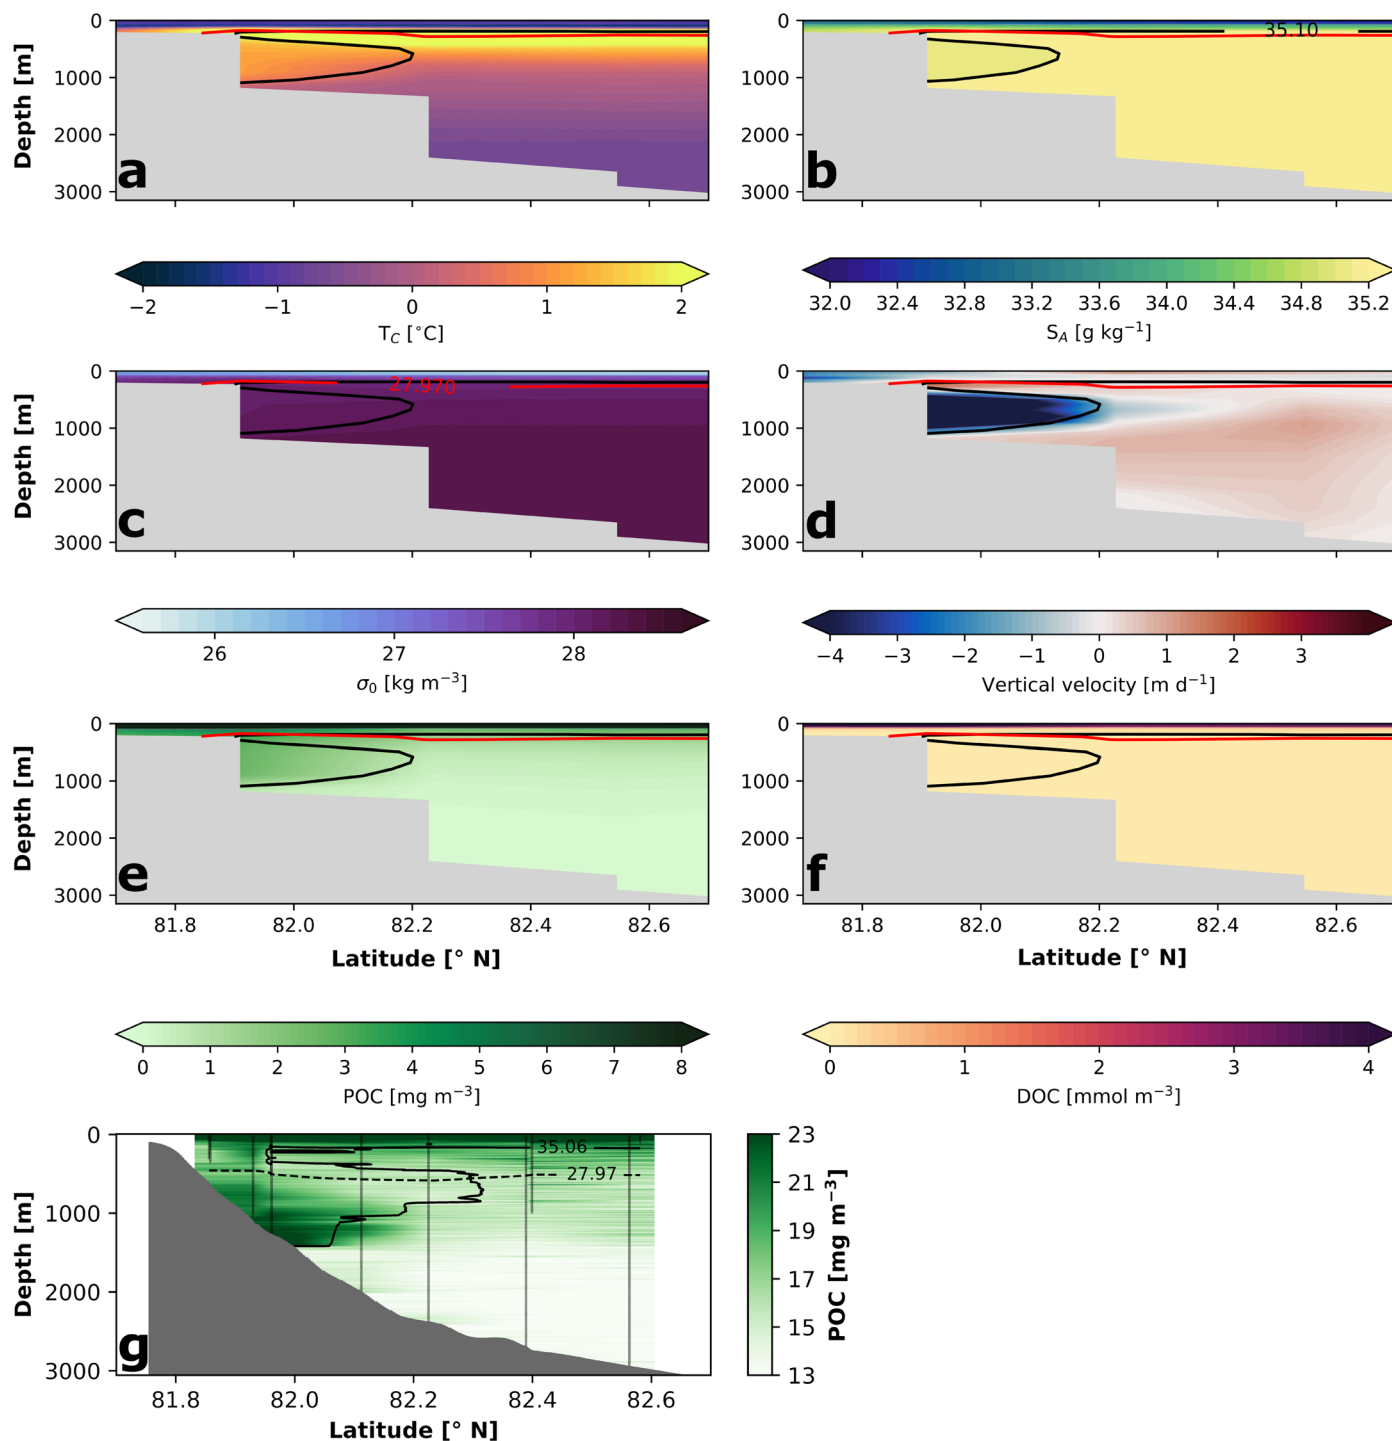 0
1000
2000
3000
Depth [m]
a
0
1000
2000
3000
35.10
b
−2 −1 0 1 2
T_C [°C]
32.0 32.4 32.8 33.2 33.6 34.0 34.4 34.8 35.2
S_A [g kg⁻¹]
0
1000
2000
3000
Depth [m]
27.970
c
0
1000
2000
3000
d
26 27 28
σ₀ [kg m⁻³]
−4 −3 −2 −1 0 1 2 3
Vertical velocity [m d⁻¹]
0
1000
2000
3000
Depth [m]
e
81.8 82.0 82.2 82.4 82.6
Latitude [° N]
0
1000
2000
3000
f
81.8 82.0 82.2 82.4 82.6
Latitude [° N]
0 1 2 3 4 5 6 7 8
POC [mg m⁻³]
0 1 2 3 4
DOC [mmol m⁻³]
0
1000
2000
3000
Depth [m]
35.06
27.97
g
81.8 82.0 82.2 82.4 82.6
Latitude [° N]
23
21
19
17
15
13
POC [mg m⁻³]